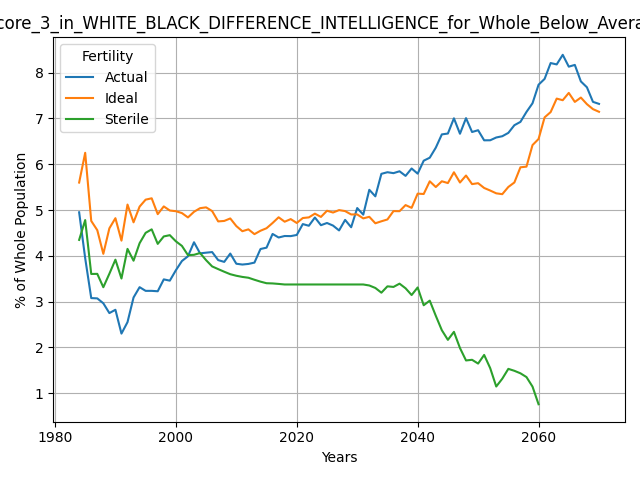 core_3_in_WHITE_BLACK_DIFFERENCE_INTELLIGENCE_for_Whole_Below_Avera
Fertility
Actual
Ideal
Sterile
% of Whole Population
8
7
6
5
4
3
2
1
1980 2000 2020 2040 2060
Years